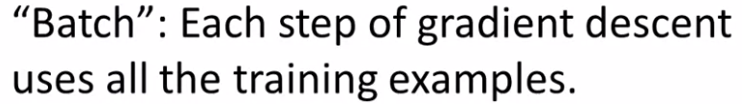 “Batch”: Each step of gradient descent
uses all the training examples.